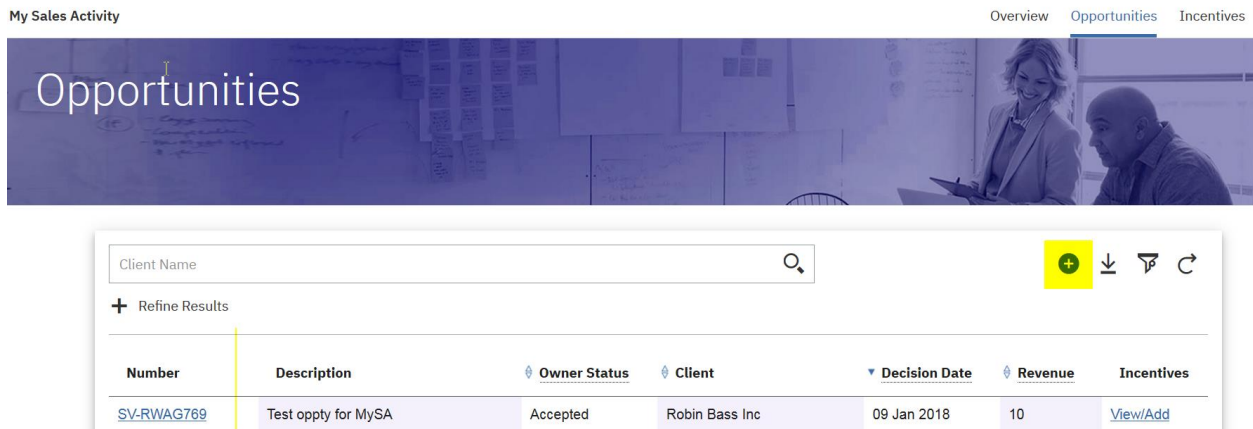 My Sales Activity Overview Opportunities Incentives
Opportunities
Client Name
Refine Results
Number Description Owner Status Client Decision Date Revenue Incentives
SV-RWAG769 Test oppty for MySA Accepted Robin Bass Inc 09 Jan 2018 10 View/Add